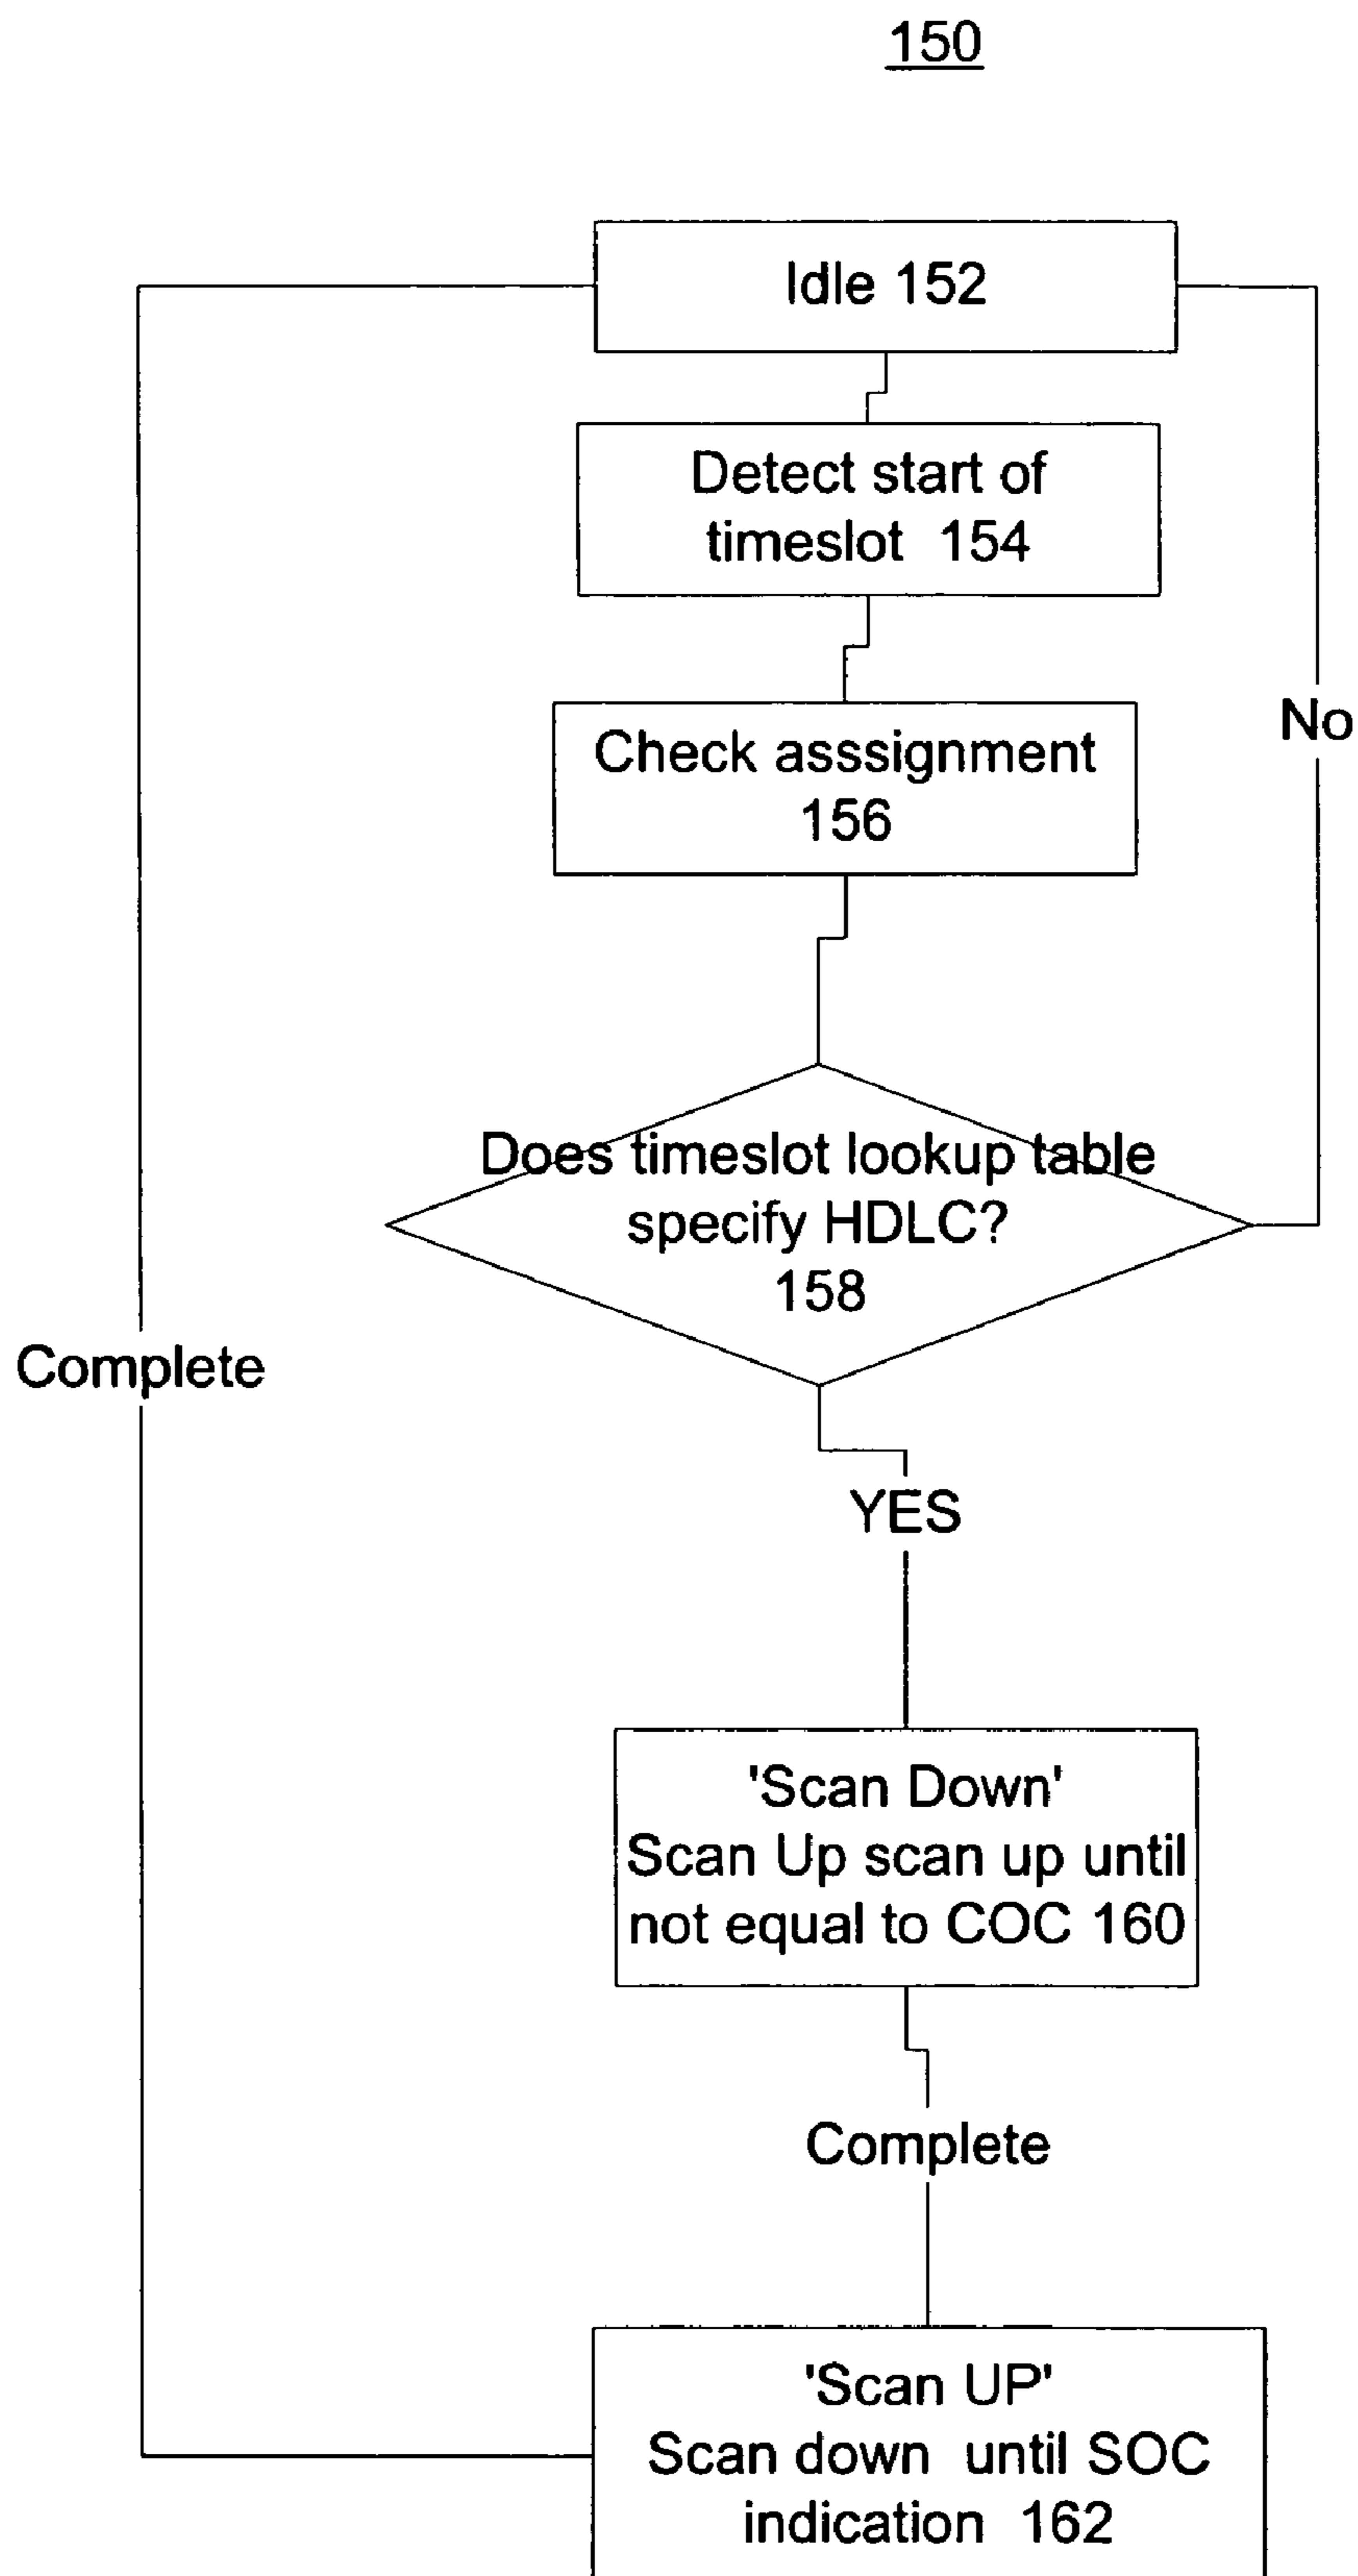 150
Idle 152
Detect start of
timeslot 154
Check asssignment
156
No
Does timeslot lookup table
specify HDLC?
158
Complete
YES
'Scan Down'
Scan Up scan up until
not equal to COC 160
Complete
'Scan UP'
Scan down until SOC
indication 162